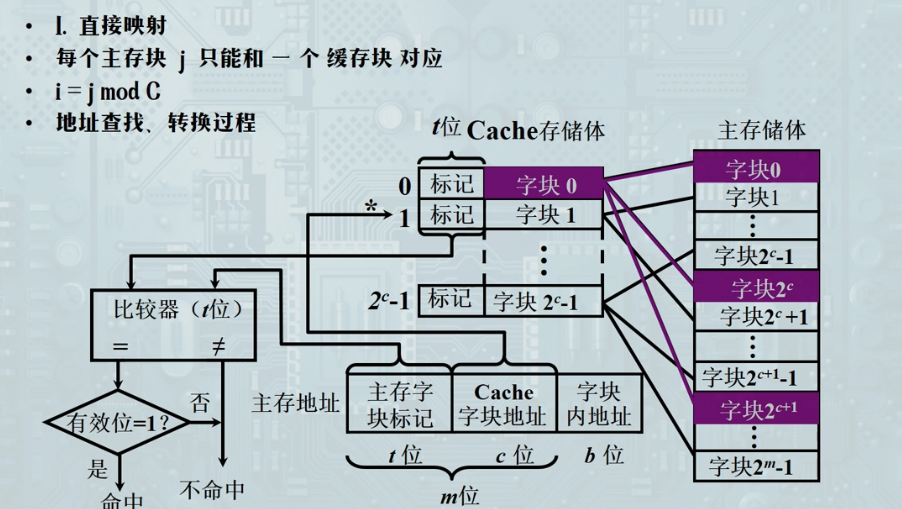 • I. 直接映射
• 每个主存块 j 只能和 一 个 缓存块 对应
• i = j mod C
• 地址查找、转换过程
t位 Cache存储体 主存储体
0 标记 字块 0
* 1 标记 字块 1
⋮
2^c-1 标记 字块 2^c-1
字块0
字块1
⋮
字块2^c-1
字块2^c
字块2^c+1
⋮
字块2^{c+1}-1
字块2^{c+1}
⋮
字块2^m-1
比较器（t位）
= ≠
有效位=1？ 否
是
命中 不命中
主存地址 主存字块标记 Cache字块地址 字块内地址
t 位 c 位 b 位
m位